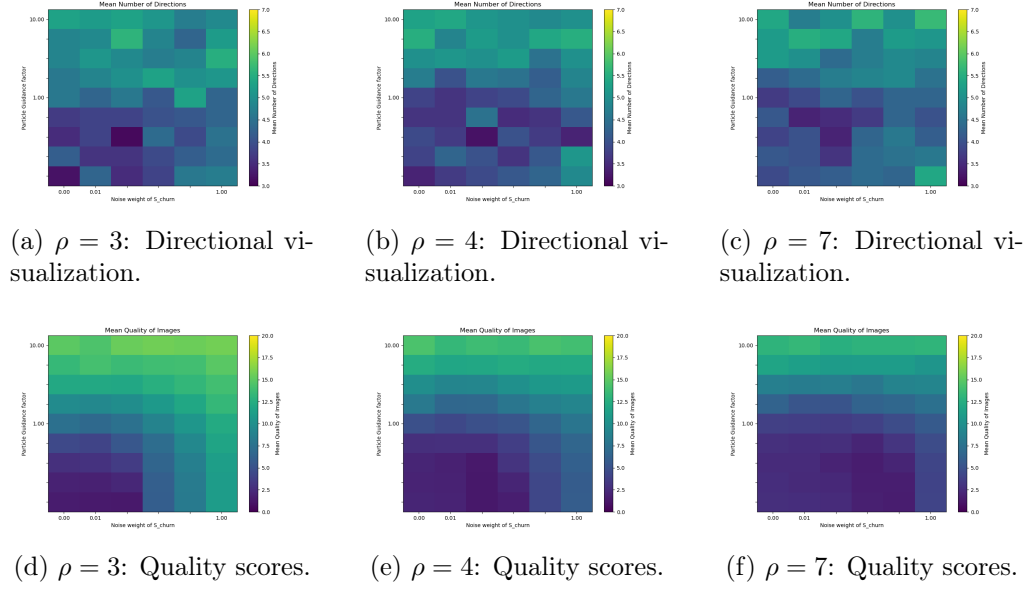 Mean Number of Directions
Mean Number of Directions
Mean Number of Directions
10.00
1.00
Particle Guidance factor
0.00 0.01 1.00
Noise weight of S_churn
7.0
6.5
6.0
5.5
5.0
4.5
4.0
3.5
3.0
Mean Number of Directions
10.00
1.00
Particle Guidance factor
0.00 0.01 1.00
Noise weight of S_churn
7.0
6.5
6.0
5.5
5.0
4.5
4.0
3.5
3.0
Mean Number of Directions
10.00
1.00
Particle Guidance factor
0.00 0.01 1.00
Noise weight of S_churn
7.0
6.5
6.0
5.5
5.0
4.5
4.0
3.5
3.0
Mean Number of Directions
(a) ρ = 3: Directional vi-
sualization.
(b) ρ = 4: Directional vi-
sualization.
(c) ρ = 7: Directional vi-
sualization.
Mean Quality of Images
Mean Quality of Images
Mean Quality of Images
10.00
1.00
Particle Guidance factor
0.00 0.01 1.00
Noise weight of S_churn
20.0
17.5
15.0
12.5
10.0
7.5
5.0
2.5
0.0
Mean Quality of Images
10.00
1.00
Particle Guidance factor
0.00 0.01 1.00
Noise weight of S_churn
20.0
17.5
15.0
12.5
10.0
7.5
5.0
2.5
0.0
Mean Quality of Images
10.00
1.00
Particle Guidance factor
0.00 0.01 1.00
Noise weight of S_churn
20.0
17.5
15.0
12.5
10.0
7.5
5.0
2.5
0.0
Mean Quality of Images
(d) ρ = 3: Quality scores.
(e) ρ = 4: Quality scores.
(f) ρ = 7: Quality scores.